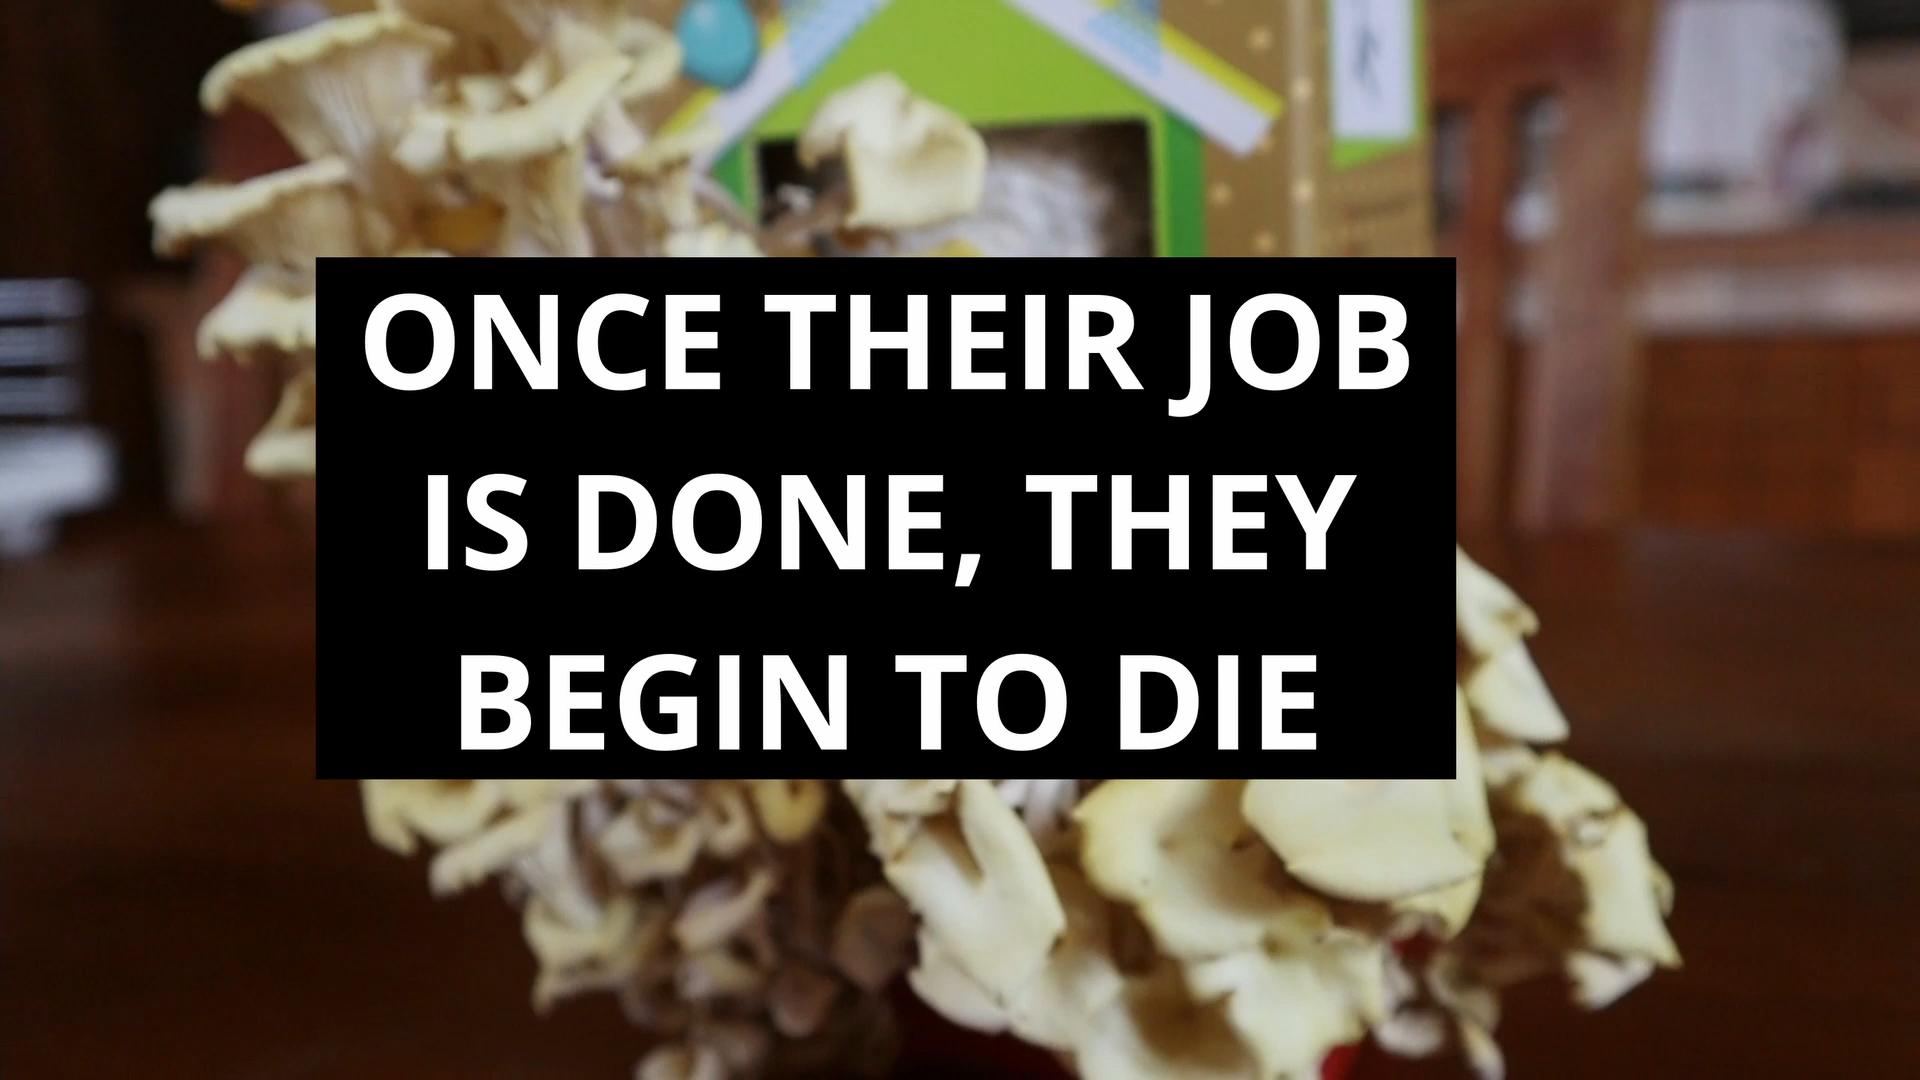 ONCE THEIR JOB
IS DONE, THEY
BEGIN TO DIE